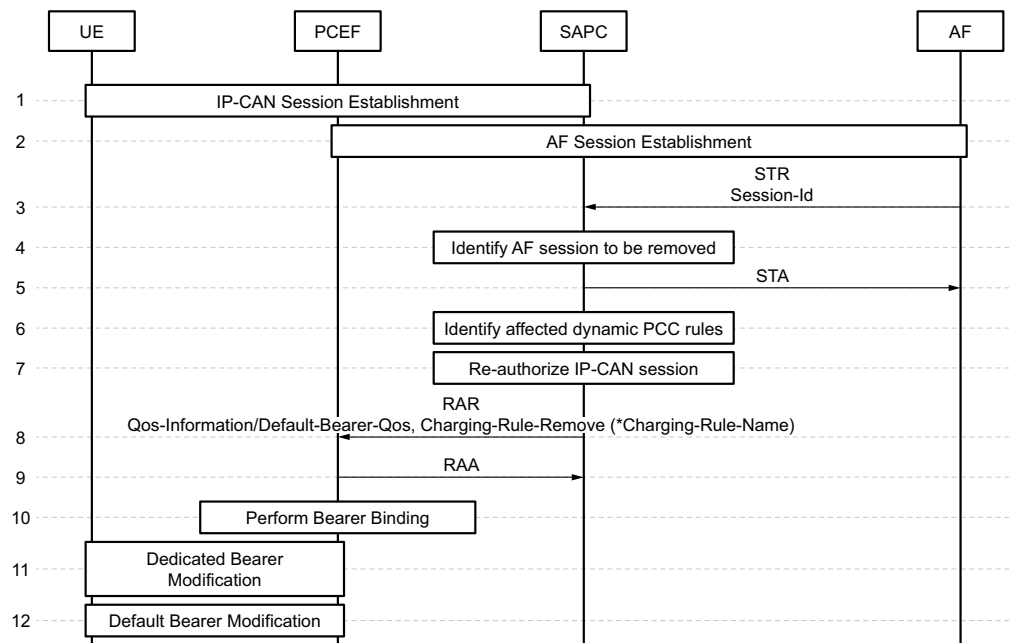 UE PCEF SAPC AF
1 IP-CAN Session Establishment
2 AF Session Establishment
STR
3 Session-Id
4 Identify AF session to be removed
5 STA
6 Identify affected dynamic PCC rules
7 Re-authorize IP-CAN session
RAR
8 Qos-Information/Default-Bearer-Qos, Charging-Rule-Remove (*Charging-Rule-Name)
9 RAA
10 Perform Bearer Binding
Dedicated Bearer
11 Modification
12 Default Bearer Modification